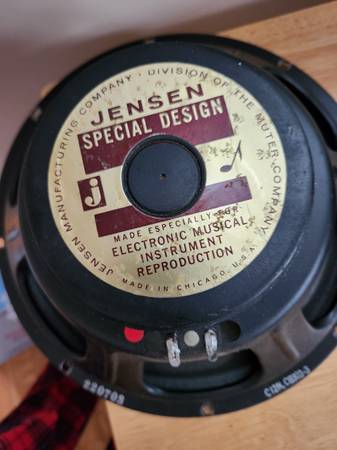 JENSEN MANUFACTURING COMPANY · DIVISION OF THE MUTER COMPANY
JENSEN
SPECIAL DESIGN
j
MADE ESPECIALLY FOR
ELECTRONIC MUSICAL
INSTRUMENT
REPRODUCTION
MADE IN CHICAGO, U.S.A.
220703